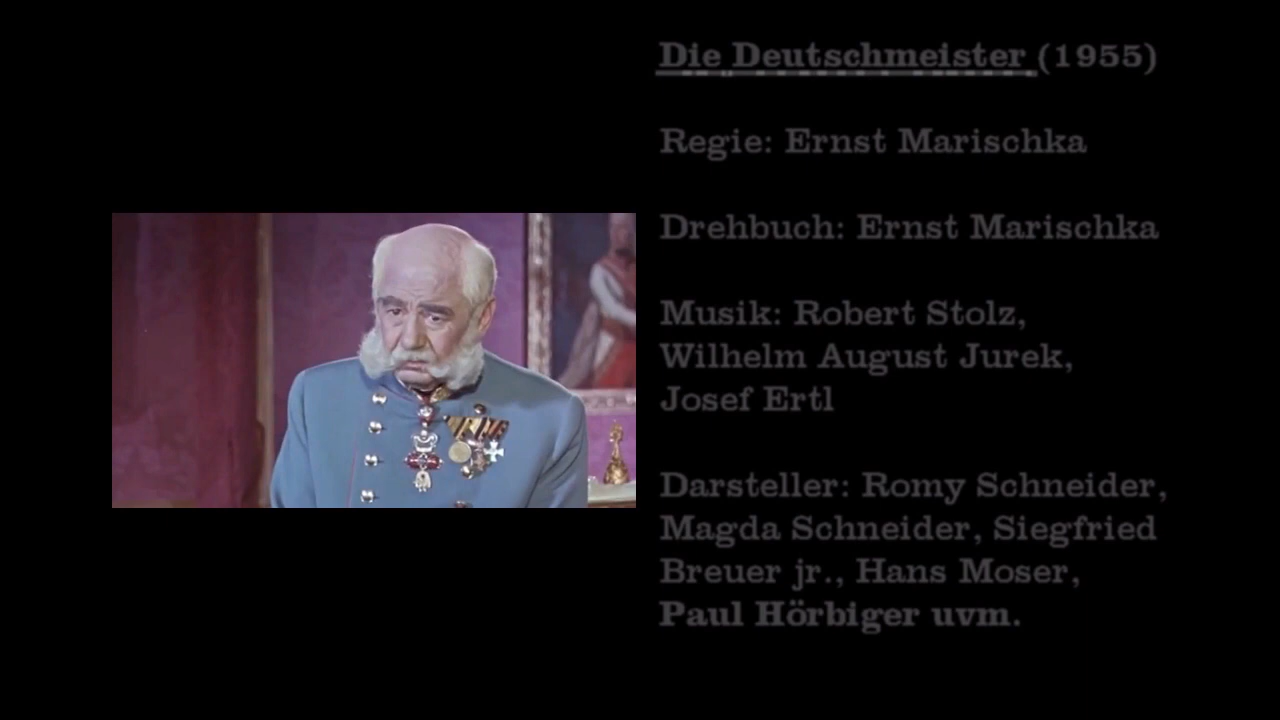 Die Deutschmeister (1955)
Regie: Ernst Marischka
Drehbuch: Ernst Marischka
Musik: Robert Stolz,
Wilhelm August Jurek,
Josef Ertl
Darsteller: Romy Schneider,
Magda Schneider, Siegfried
Breuer jr., Hans Moser,
Paul Hörbiger uvm.